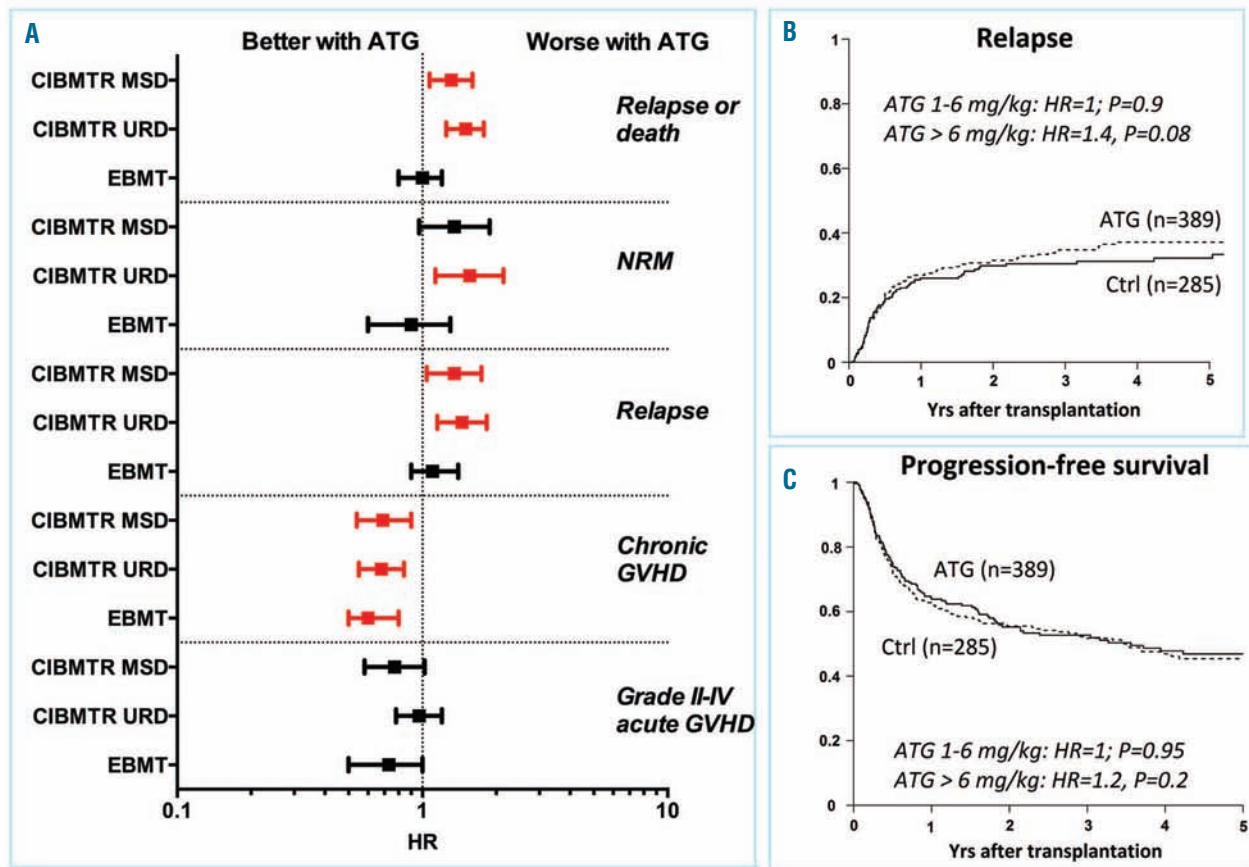 A
Better with ATG
Worse with ATG
CIBMTR MSD
CIBMTR URD
EBMT
Relapse or
death
CIBMTR MSD
CIBMTR URD
EBMT
NRM
CIBMTR MSD
CIBMTR URD
EBMT
Relapse
CIBMTR MSD
CIBMTR URD
EBMT
Chronic
GVHD
CIBMTR MSD
CIBMTR URD
EBMT
Grade II-IV
acute GVHD
0.1
1
10
HR
B
Relapse
ATG 1-6 mg/kg: HR=1; P=0.9
ATG > 6 mg/kg: HR=1.4, P=0.08
ATG (n=389)
Ctrl (n=285)
1
0.8
0.6
0.4
0.2
0
0
1
2
3
4
5
Yrs after transplantation
C
Progression-free survival
ATG (n=389)
Ctrl (n=285)
ATG 1-6 mg/kg: HR=1; P=0.95
ATG > 6 mg/kg: HR=1.2, P=0.2
1
0.8
0.6
0.4
0.2
0
0
1
2
3
4
5
Yrs after transplantation